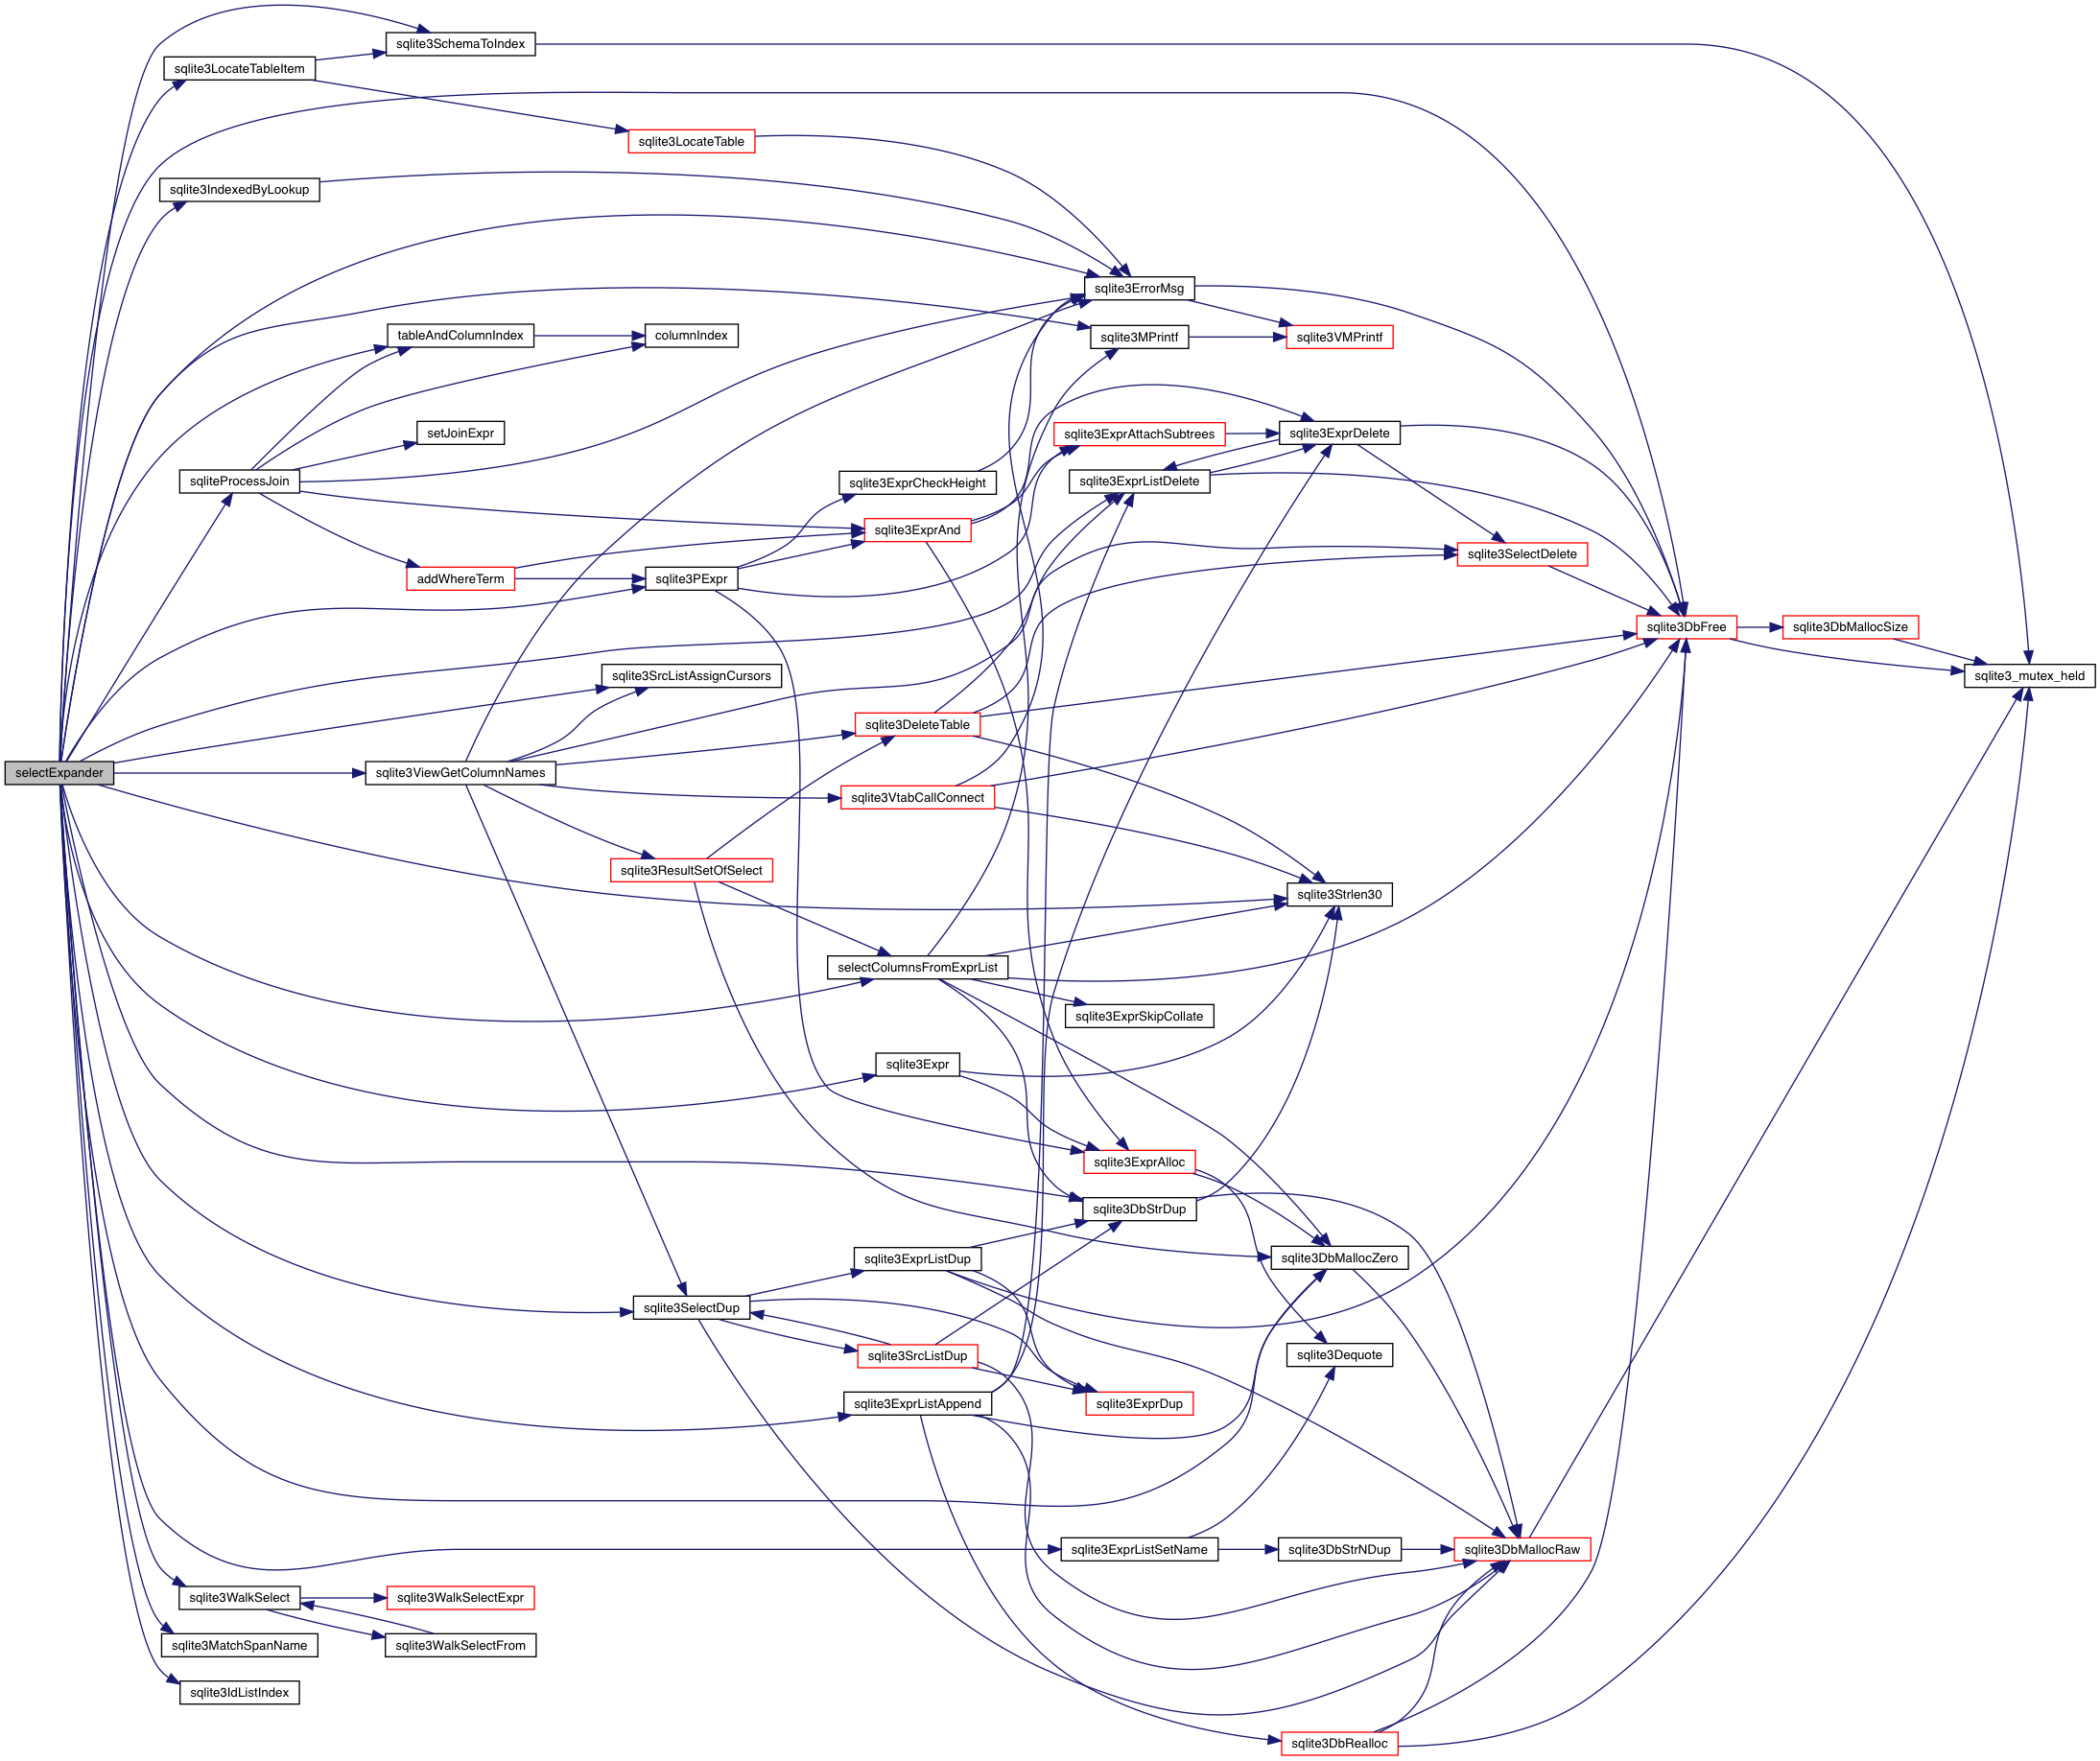 sqlite3SchemaToIndex
sqlite3LocateTableItem
sqlite3LocateTable
sqlite3IndexedByLookup
sqlite3ErrorMsg
tableAndColumnIndex
columnIndex
sqlite3MPrintf
sqlite3VMPrintf
setJoinExpr
sqlite3ExprAttachSubtrees
sqlite3ExprDelete
sqliteProcessJoin
sqlite3ExprCheckHeight
sqlite3ExprListDelete
sqlite3ExprAnd
sqlite3SelectDelete
addWhereTerm
sqlite3PExpr
sqlite3DbFree
sqlite3DbMallocSize
sqlite3SrcListAssignCursors
sqlite3_mutex_held
sqlite3DeleteTable
selectExpander
sqlite3ViewGetColumnNames
sqlite3VtabCallConnect
sqlite3ResultSetOfSelect
sqlite3Strlen30
selectColumnsFromExprList
sqlite3ExprSkipCollate
sqlite3Expr
sqlite3ExprAlloc
sqlite3DbStrDup
sqlite3ExprListDup
sqlite3DbMallocZero
sqlite3SelectDup
sqlite3SrcListDup
sqlite3Dequote
sqlite3ExprListAppend
sqlite3ExprDup
sqlite3ExprListSetName
sqlite3DbStrNDup
sqlite3DbMallocRaw
sqlite3WalkSelect
sqlite3WalkSelectExpr
sqlite3MatchSpanName
sqlite3WalkSelectFrom
sqlite3IdListIndex
sqlite3DbRealloc